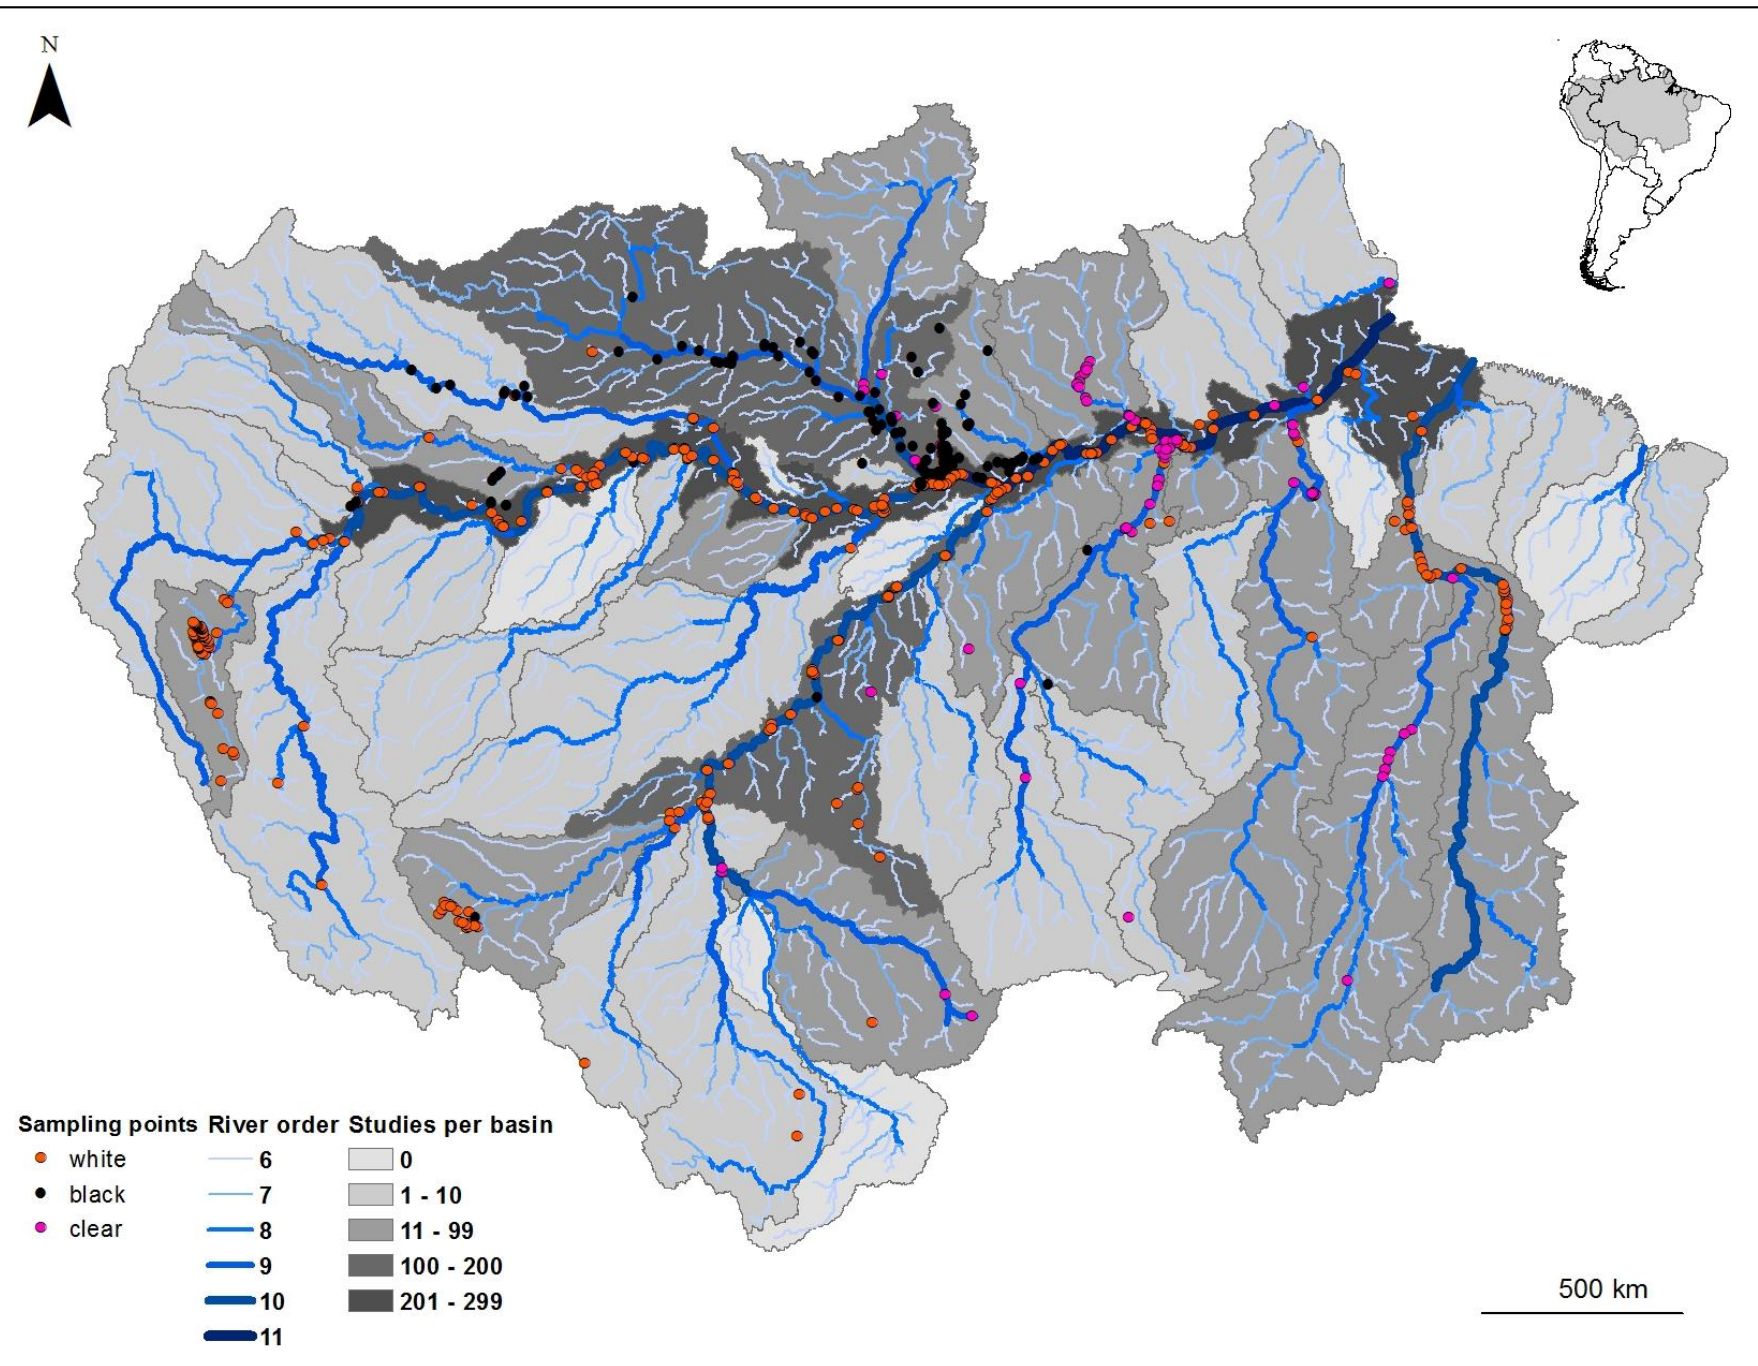 N
Sampling points River order Studies per basin
white 6 0
black 7 1 - 10
clear 8 11 - 99
9 100 - 200
10 201 - 299
11
500 km